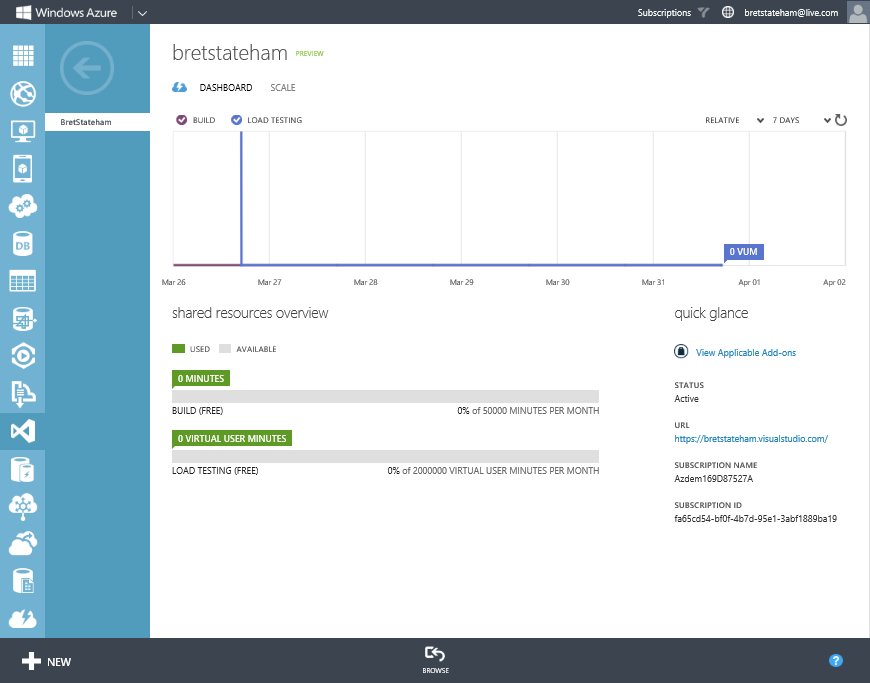 Windows Azure
Subscriptions
bretstateham@live.com
BretStateham
bretstateham PREVIEW
DASHBOARD SCALE
BUILD LOAD TESTING RELATIVE 7 DAYS
0 VUM
Mar 26 Mar 27 Mar 28 Mar 29 Mar 30 Mar 31 Apr 01 Apr 02
shared resources overview
USED AVAILABLE
0 MINUTES
BUILD (FREE) 0% of 50000 MINUTES PER MONTH
0 VIRTUAL USER MINUTES
LOAD TESTING (FREE) 0% of 2000000 VIRTUAL USER MINUTES PER MONTH
quick glance
View Applicable Add-ons
STATUS
Active
URL
https://bretstateham.visualstudio.com/
SUBSCRIPTION NAME
Azdem169D87527A
SUBSCRIPTION ID
fa65cd54-bf0f-4b7d-95e1-3abf1889ba19
DB
NEW
BROWSE
?